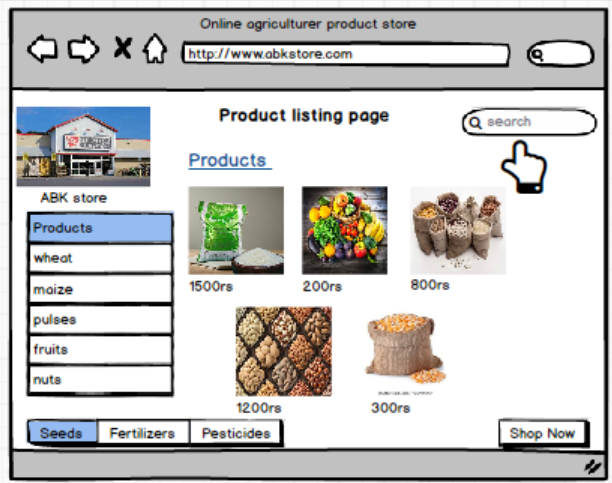 Online agriculturer product store
http://www.abkstore.com
Product listing page
search
Products
ABK store
Products
wheat
maize
pulses
fruits
nuts
1500rs
200rs
800rs
1200rs
300rs
Seeds
Fertilizers
Pesticides
Shop Now